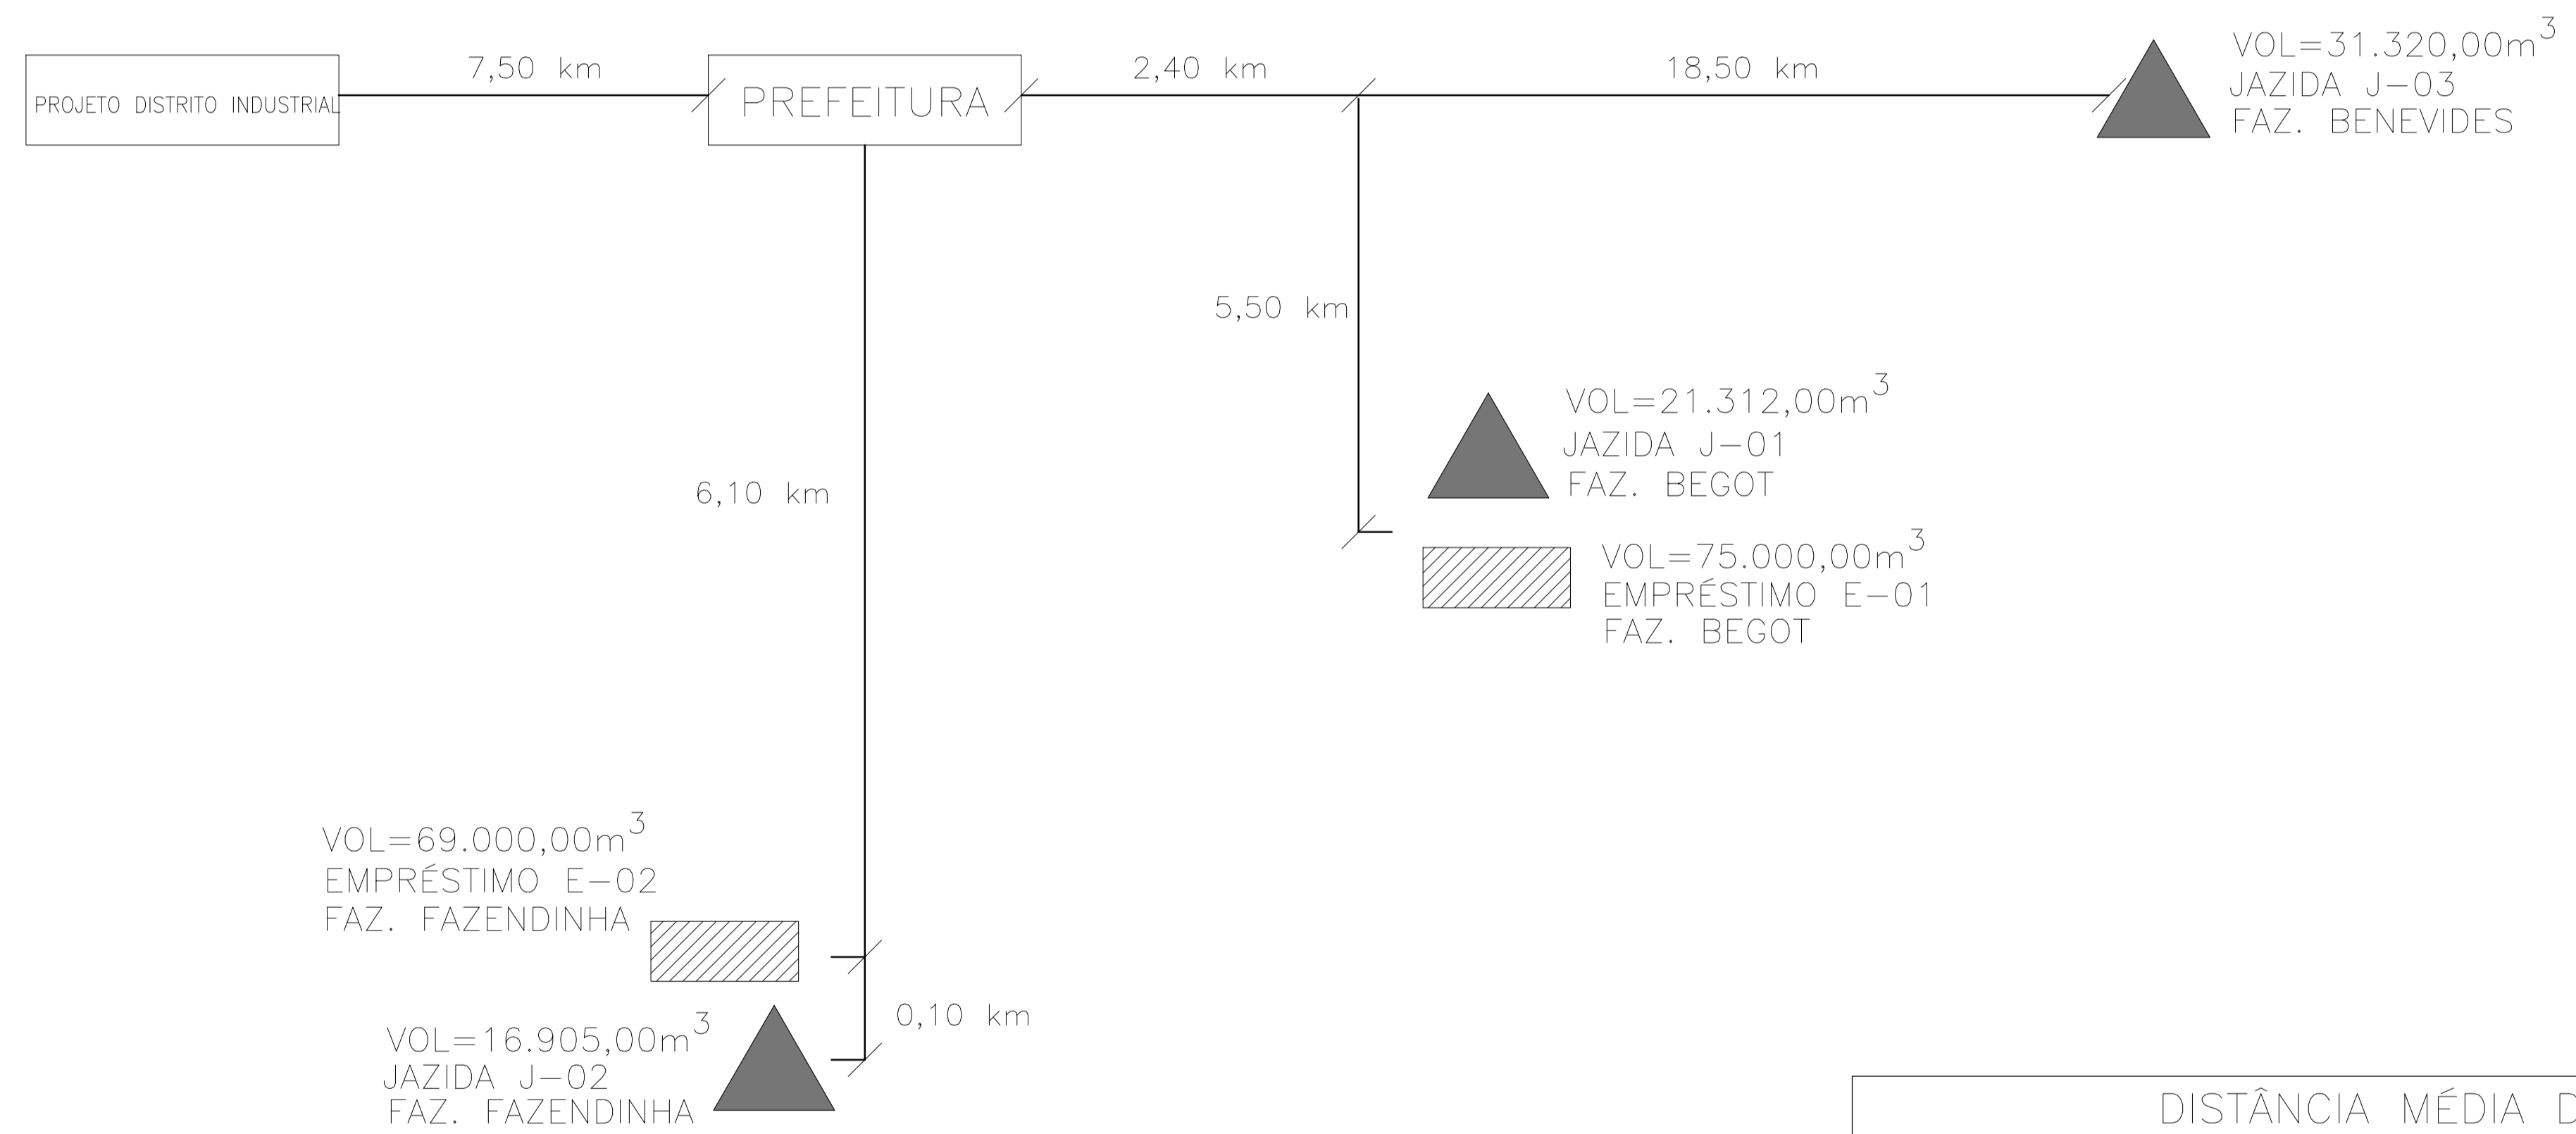 PROJETO DISTRITO INDUSTRIAL
7,50 km
PREFEITURA
2,40 km
18,50 km
VOL=31.320,00m³
JAZIDA J-03
FAZ. BENEVIDES
5,50 km
VOL=21.312,00m³
JAZIDA J-01
FAZ. BEGOT
6,10 km
VOL=75.000,00m³
EMPRÉSTIMO E-01
FAZ. BEGOT
VOL=69.000,00m³
EMPRÉSTIMO E-02
FAZ. FAZENDINHA
0,10 km
VOL=16.905,00m³
JAZIDA J-02
FAZ. FAZENDINHA
DISTÂNCIA MÉDIA